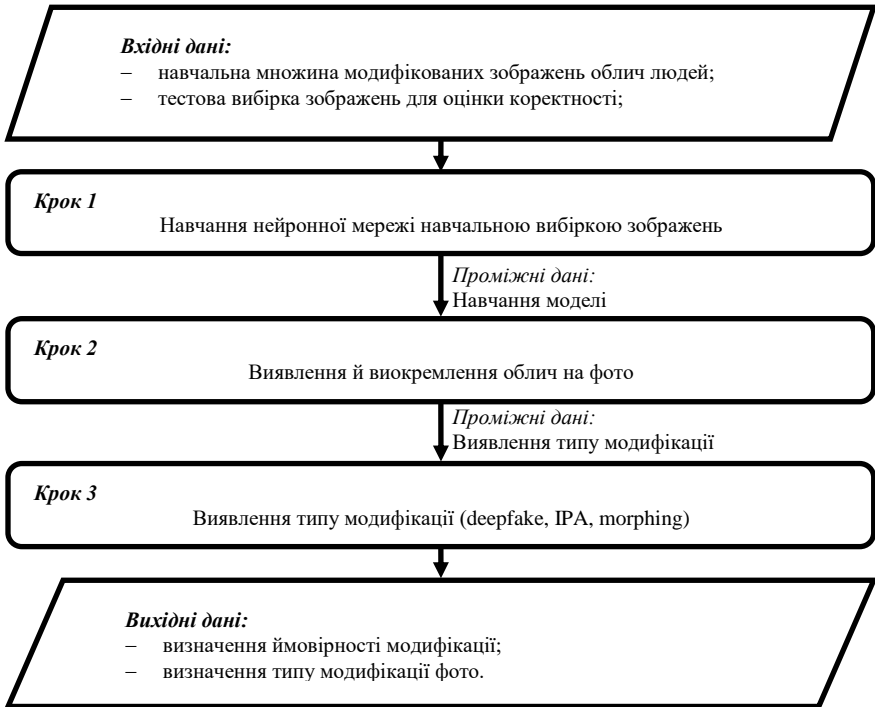 Вхідні дані:
– навчальна множина модифікованих зображень облич людей;
– тестова вибірка зображень для оцінки коректності;
Крок 1
Навчання нейронної мережі навчальною вибіркою зображень
Проміжні дані:
Навчання моделі
Крок 2
Виявлення й виокремлення облич на фото
Проміжні дані:
Виявлення типу модифікації
Крок 3
Виявлення типу модифікації (deepfake, IPA, morphing)
Вихідні дані:
– визначення ймовірності модифікації;
– визначення типу модифікації фото.